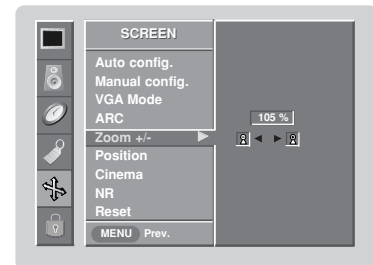 SCREEN
Auto config.
Manual config.
VGA Mode
ARC
Zoom +/-
105 %
Position
Cinema
NR
Reset
MENU Prev.